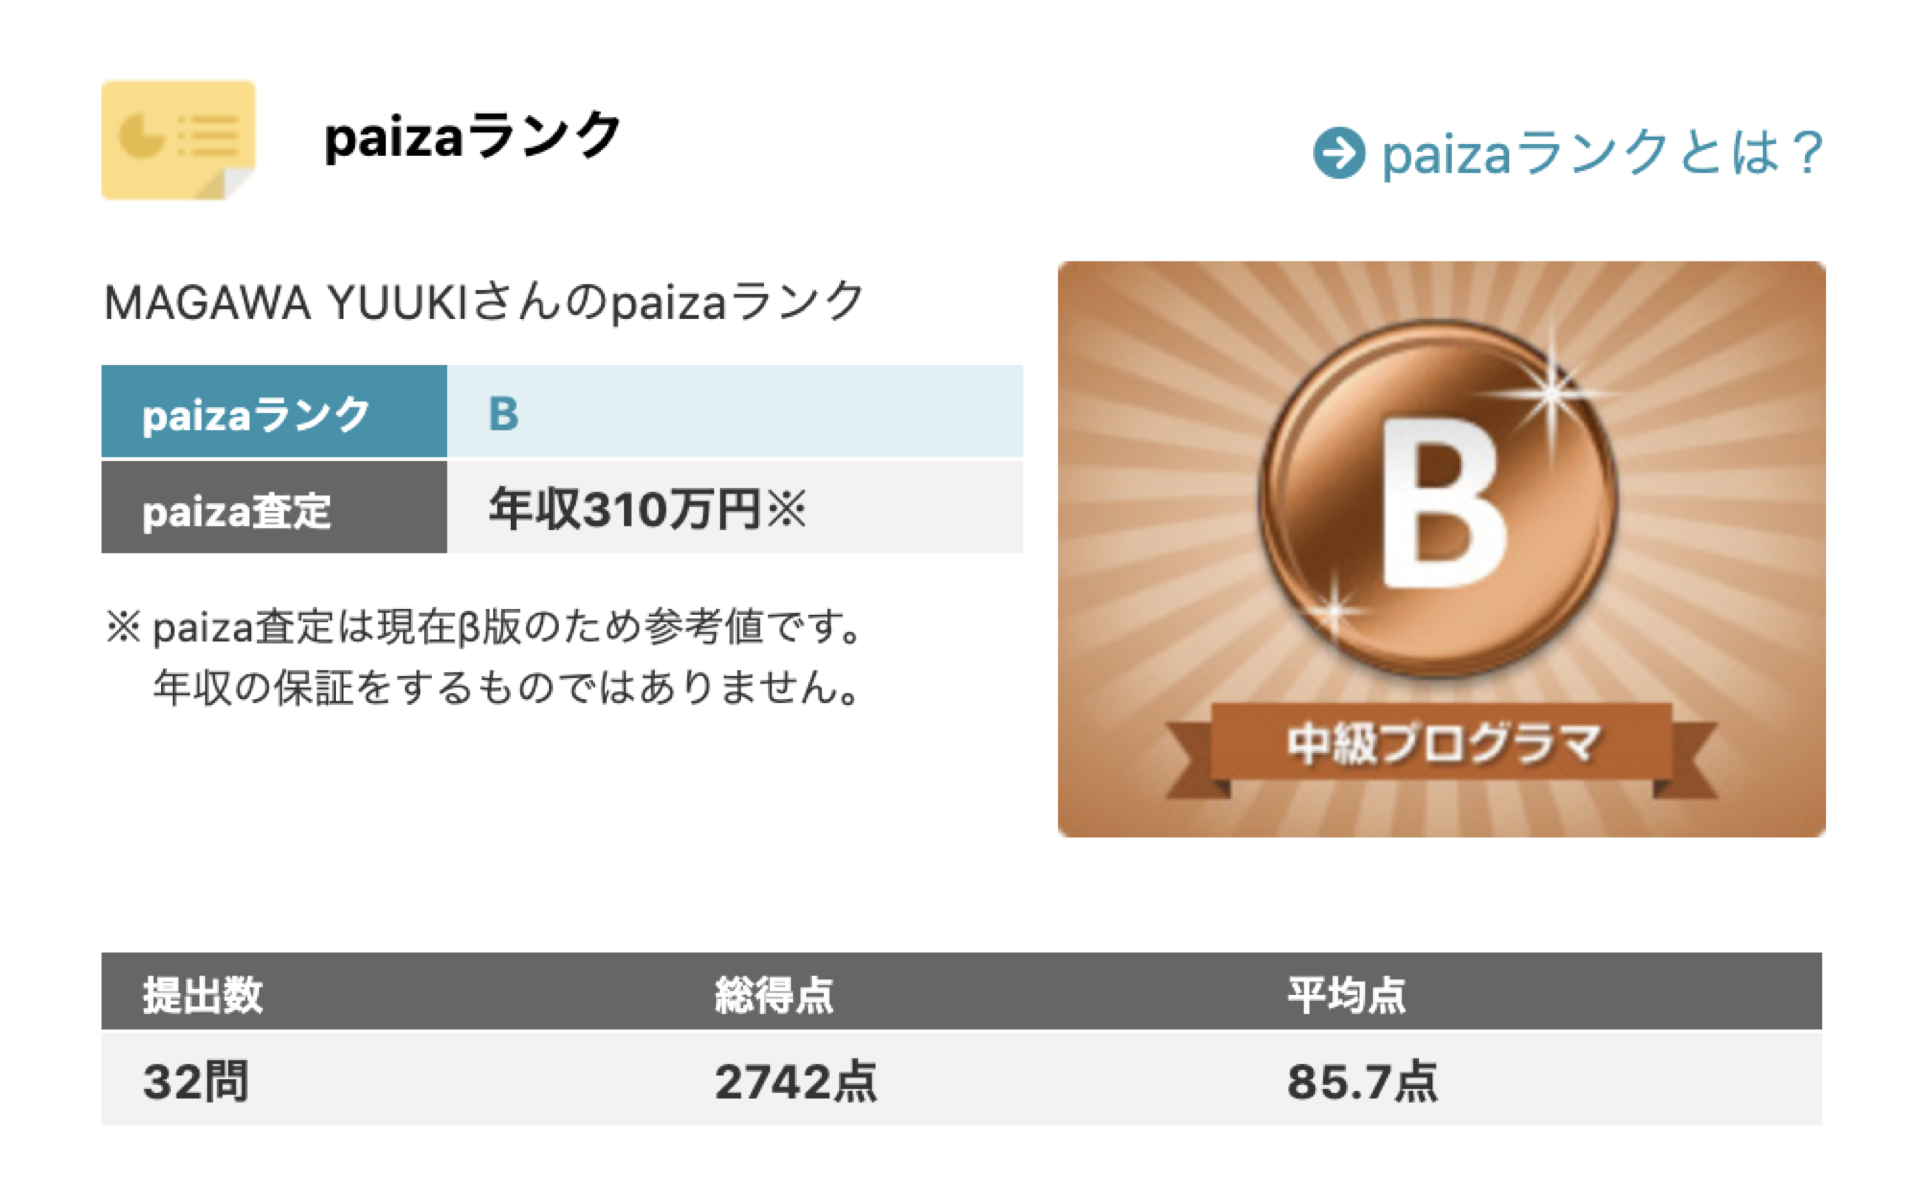 paizaランク
paizaランクとは？
MAGAWA YUUKIさんのpaizaランク
paizaランク B
paiza査定 年収310万円※
※ paiza査定は現在β版のため参考値です。
年収の保証をするものではありません。
B
中級プログラマ
提出数 総得点 平均点
32問 2742点 85.7点